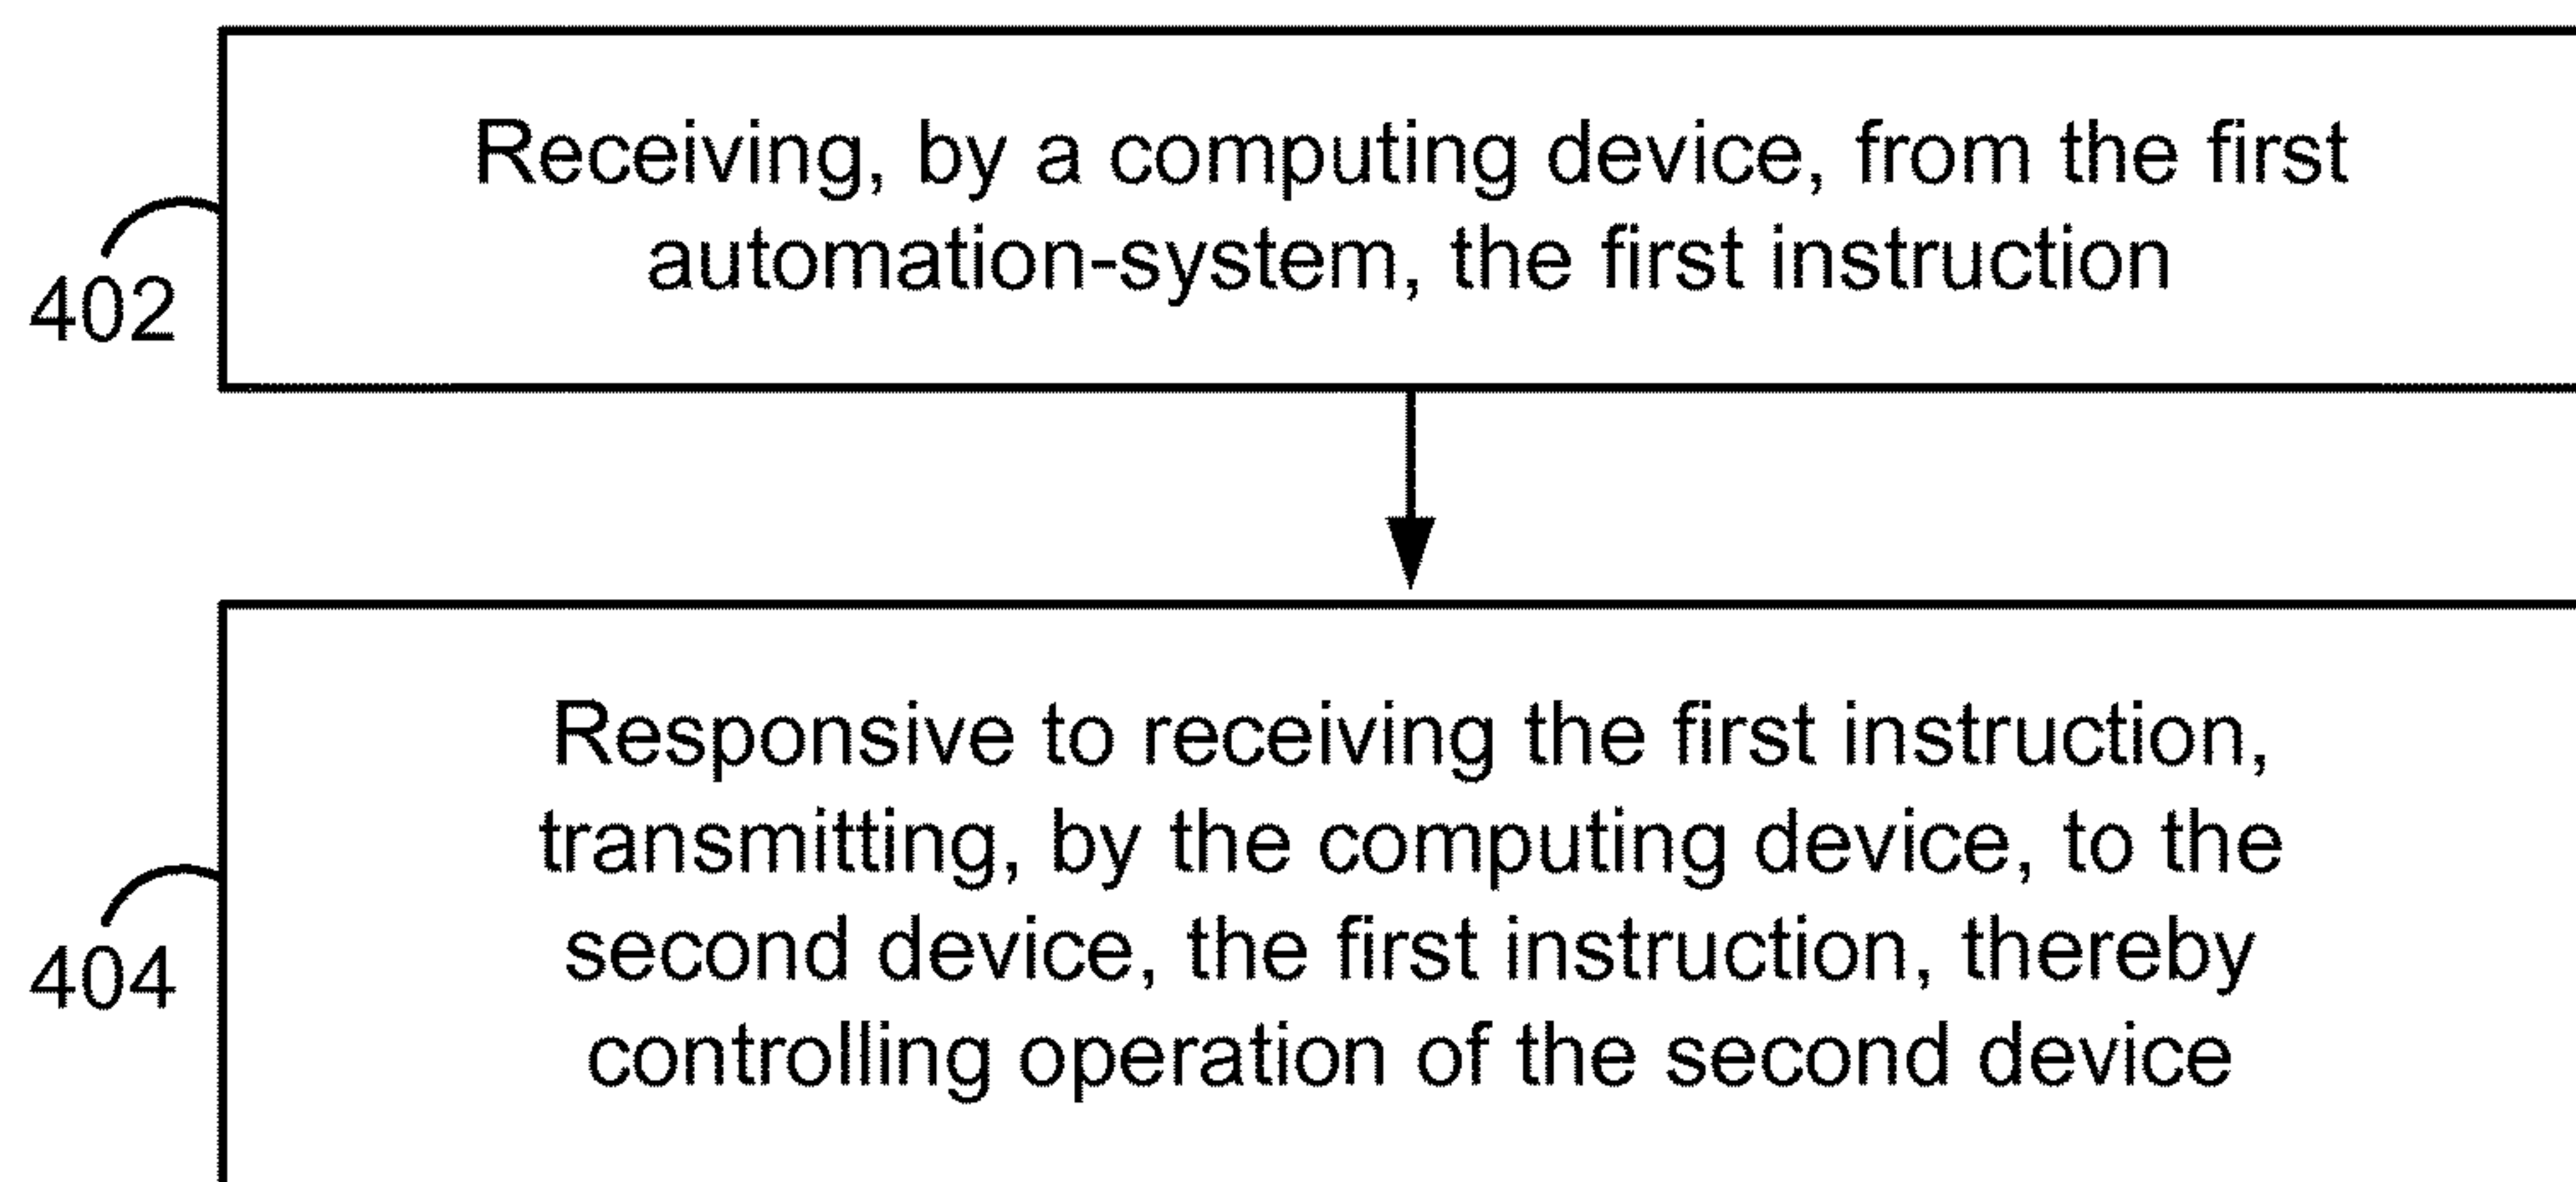 Receiving, by a computing device, from the first
automation-system, the first instruction
402
Responsive to receiving the first instruction,
transmitting, by the computing device, to the
second device, the first instruction, thereby
controlling operation of the second device
404